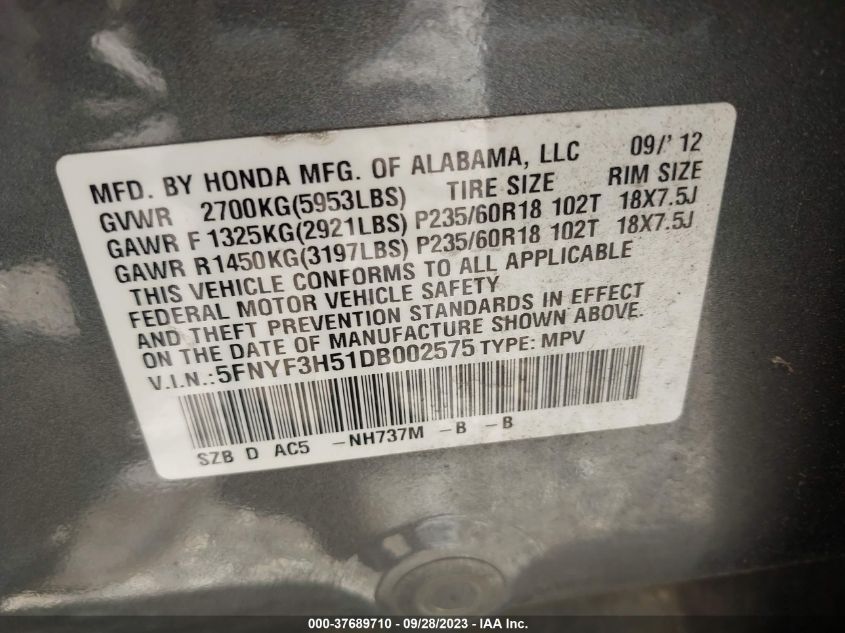 MFD. BY HONDA MFG. OF ALABAMA, LLC 09/' 12
GVWR 2700KG(5953LBS) TIRE SIZE RIM SIZE
GAWR F 1325KG(2921LBS) P235/60R18 102T 18X7.5J
GAWR R1450KG(3197LBS) P235/60R18 102T 18X7.5J
THIS VEHICLE CONFORMS TO ALL APPLICABLE
FEDERAL MOTOR VEHICLE SAFETY
AND THEFT PREVENTION STANDARDS IN EFFECT
ON THE DATE OF MANUFACTURE SHOWN ABOVE.
V.I.N.:5FNYF3H51DB002575 TYPE: MPV
SZB D AC5 -NH737M -B -B
000-37689710 - 09/28/2023 - IAA Inc.